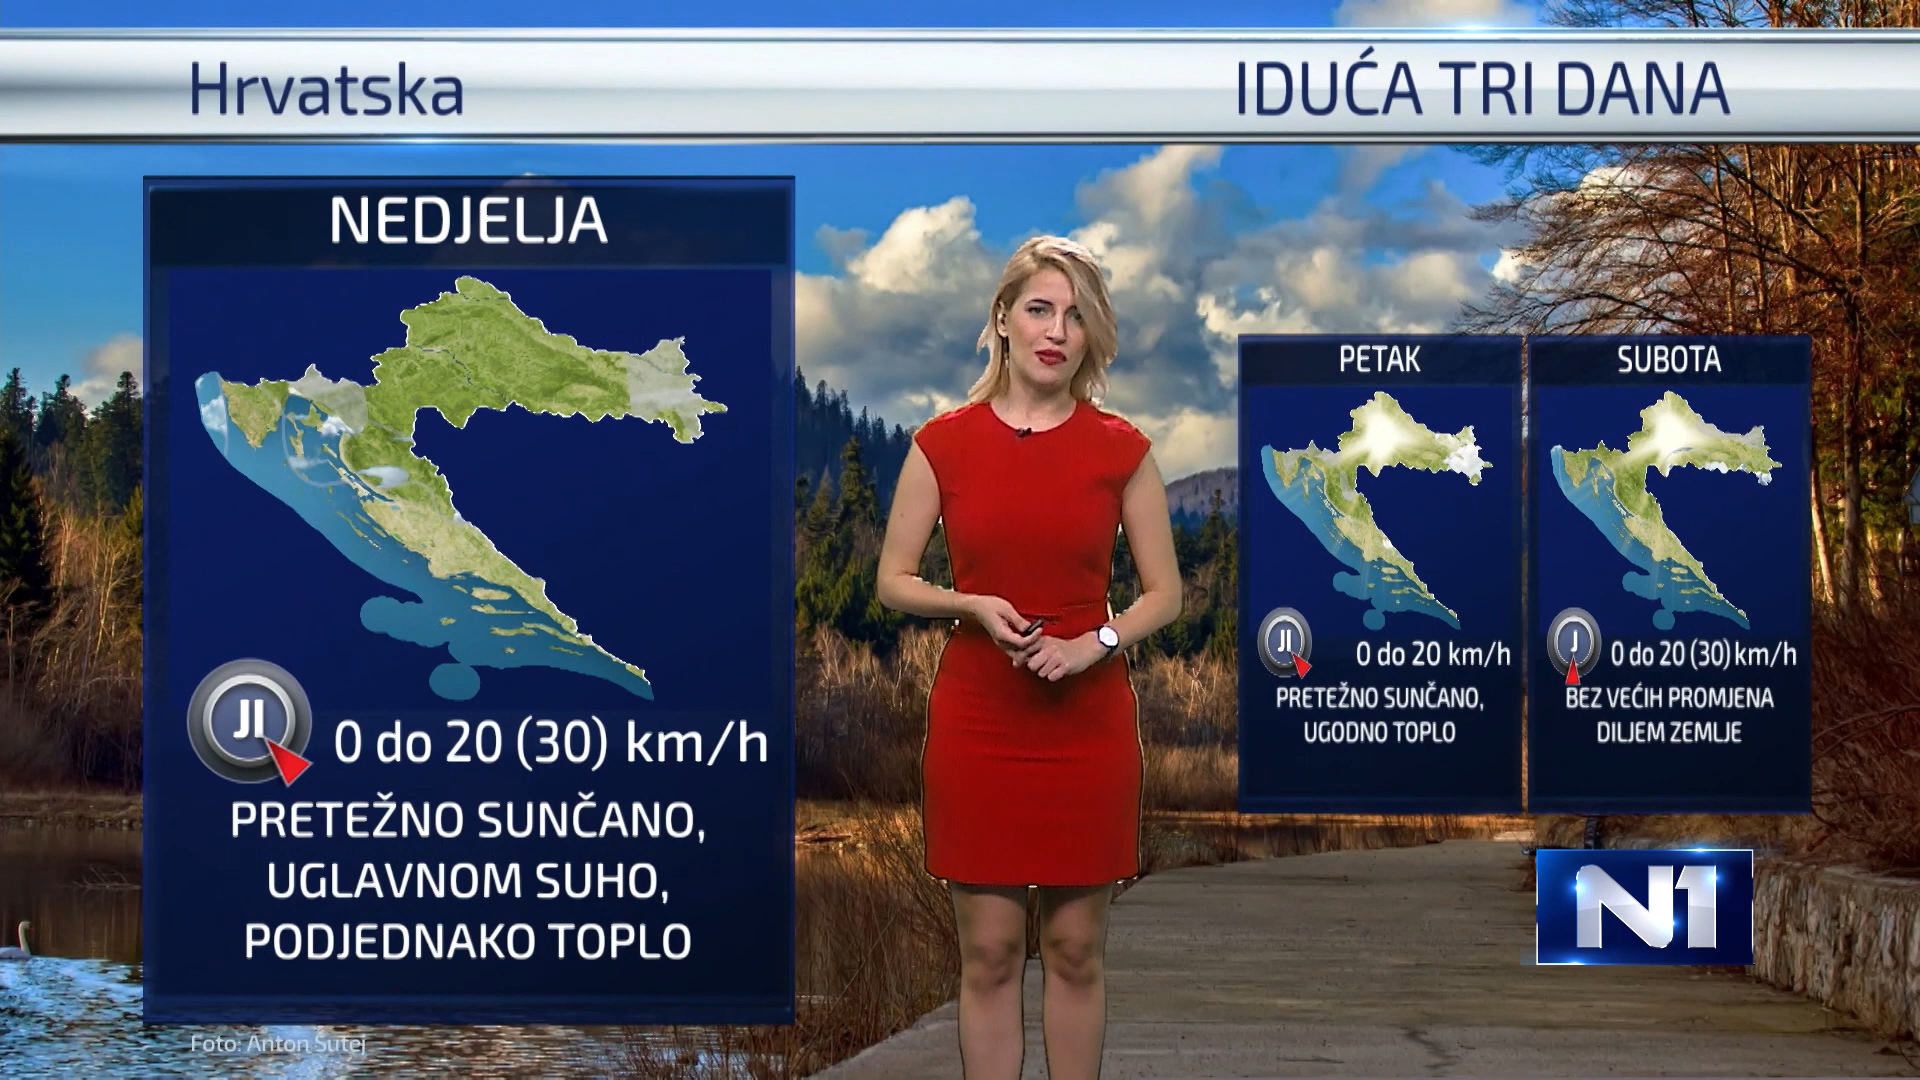 Hrvatska
IDUĆA TRI DANA
NEDJELJA
JI
0 do 20 (30) km/h
PRETEŽNO SUNČANO,
UGLAVNOM SUHO,
PODJEDNAKO TOPLO
PETAK
JI
0 do 20 km/h
PRETEŽNO SUNČANO,
UGODNO TOPLO
SUBOTA
J
0 do 20 (30) km/h
BEZ VEĆIH PROMJENA
DILJEM ZEMLJE
N1
Foto: Anton Šutej